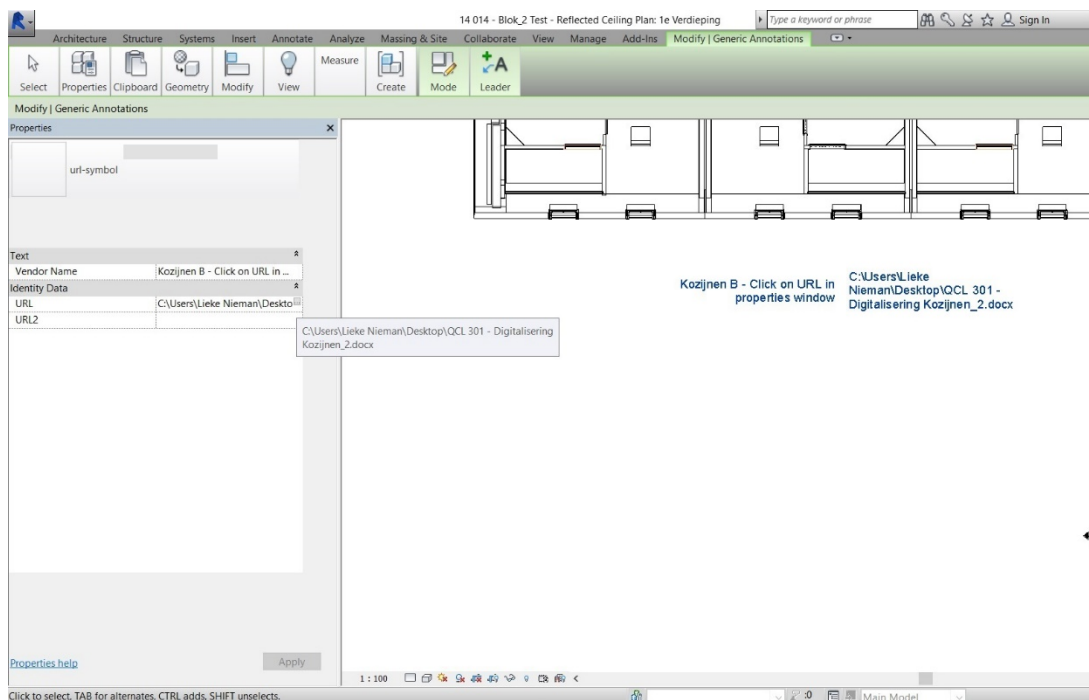 14 014 - Blok_2 Test - Reflected Ceiling Plan: 1e Verdieping
Type a keyword or phrase
Sign In
Architecture Structure Systems Insert Annotate Analyze Massing & Site Collaborate View Manage Add-Ins Modify | Generic Annotations
Select Properties Clipboard Geometry Modify View Measure Create Mode Leader
Modify | Generic Annotations
Properties
url-symbol
Text
Vendor Name Kozijnen B - Click on URL in ...
Identity Data
URL C:\Users\Lieke Nieman\Deskto
URL2
C:\Users\Lieke Nieman\Desktop\QCL 301 - Digitalisering
Kozijnen_2.docx
Kozijnen B - Click on URL in
properties window
C:\Users\Lieke
Nieman\Desktop\QCL 301 -
Digitalisering Kozijnen_2.docx
Properties help
Apply
1 : 100
Click to select, TAB for alternates, CTRL adds, SHIFT unselects.
:0
Main Model